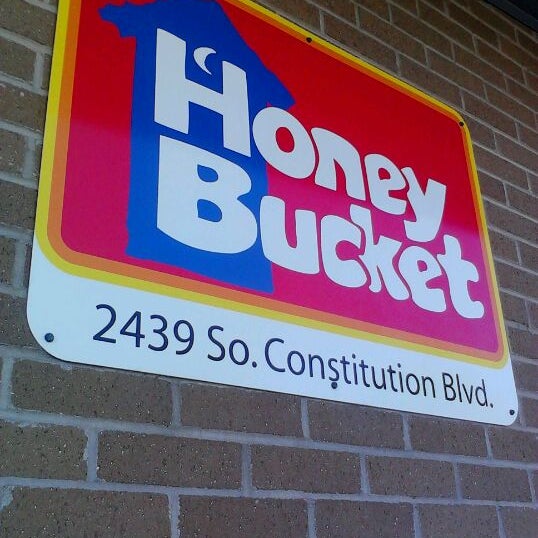 Honey
Bucket
2439 So. Constitution Blvd.